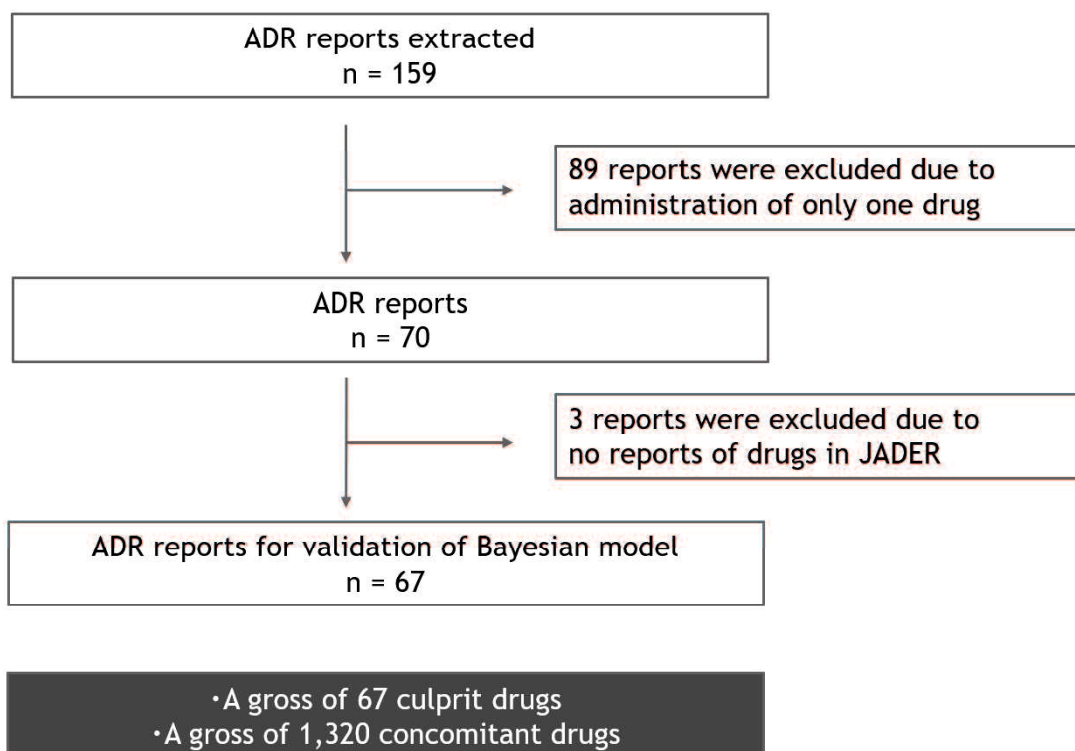 ADR reports extracted
n = 159
89 reports were excluded due to
administration of only one drug
ADR reports
n = 70
3 reports were excluded due to
no reports of drugs in JADER
ADR reports for validation of Bayesian model
n = 67
・A gross of 67 culprit drugs
・A gross of 1,320 concomitant drugs